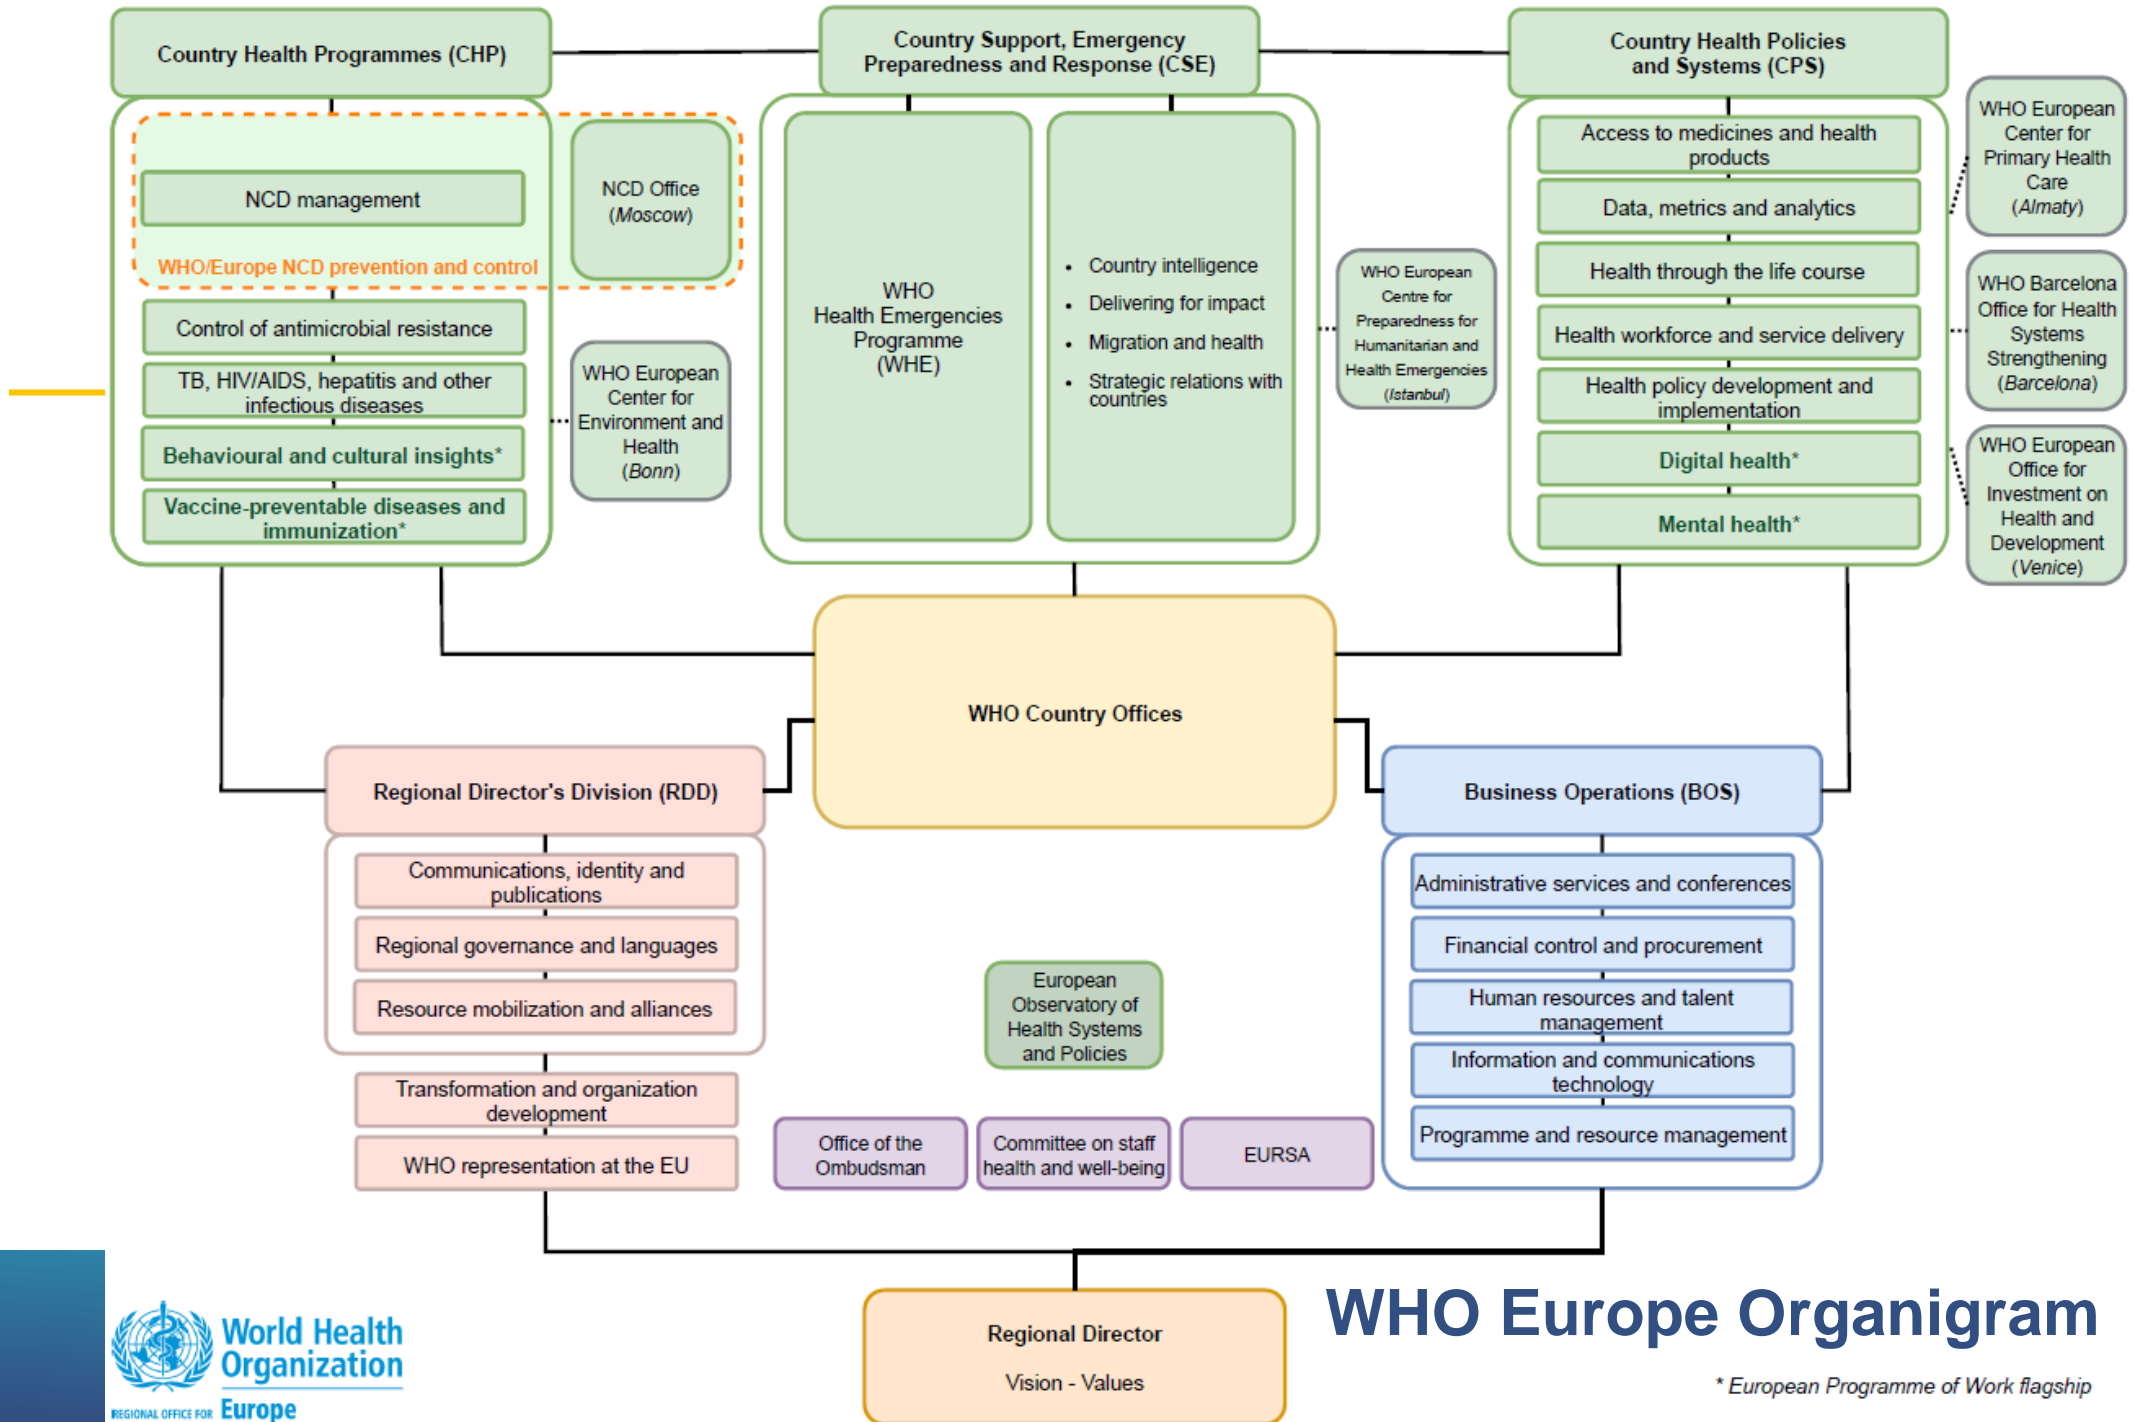 Country Health Programmes (CHP)
NCD management
WHO/Europe NCD prevention and control
NCD Office
(Moscow)
Control of antimicrobial resistance
TB, HIV/AIDS, hepatitis and other
infectious diseases
Behavioural and cultural insights*
Vaccine-preventable diseases and
immunization*
WHO European
Center for
Environment and
Health
(Bonn)
Country Support, Emergency
Preparedness and Response (CSE)
WHO
Health Emergencies
Programme
(WHE)
• Country intelligence
• Delivering for impact
• Migration and health
• Strategic relations with
countries
WHO European
Centre for
Preparedness for
Humanitarian and
Health Emergencies
(Istanbul)
Country Health Policies
and Systems (CPS)
Access to medicines and health
products
Data, metrics and analytics
Health through the life course
Health workforce and service delivery
Health policy development and
implementation
Digital health*
Mental health*
WHO European
Center for
Primary Health
Care
(Almaty)
WHO Barcelona
Office for Health
Systems
Strengthening
(Barcelona)
WHO European
Office for
Investment on
Health and
Development
(Venice)
WHO Country Offices
Regional Director's Division (RDD)
Communications, identity and
publications
Regional governance and languages
Resource mobilization and alliances
Transformation and organization
development
WHO representation at the EU
European
Observatory of
Health Systems
and Policies
Office of the
Ombudsman
Committee on staff
health and well-being
EURSA
Business Operations (BOS)
Administrative services and conferences
Financial control and procurement
Human resources and talent
management
Information and communications
technology
Programme and resource management
Regional Director
Vision - Values
World Health
Organization
REGIONAL OFFICE FOR Europe
WHO Europe Organigram
* European Programme of Work flagship